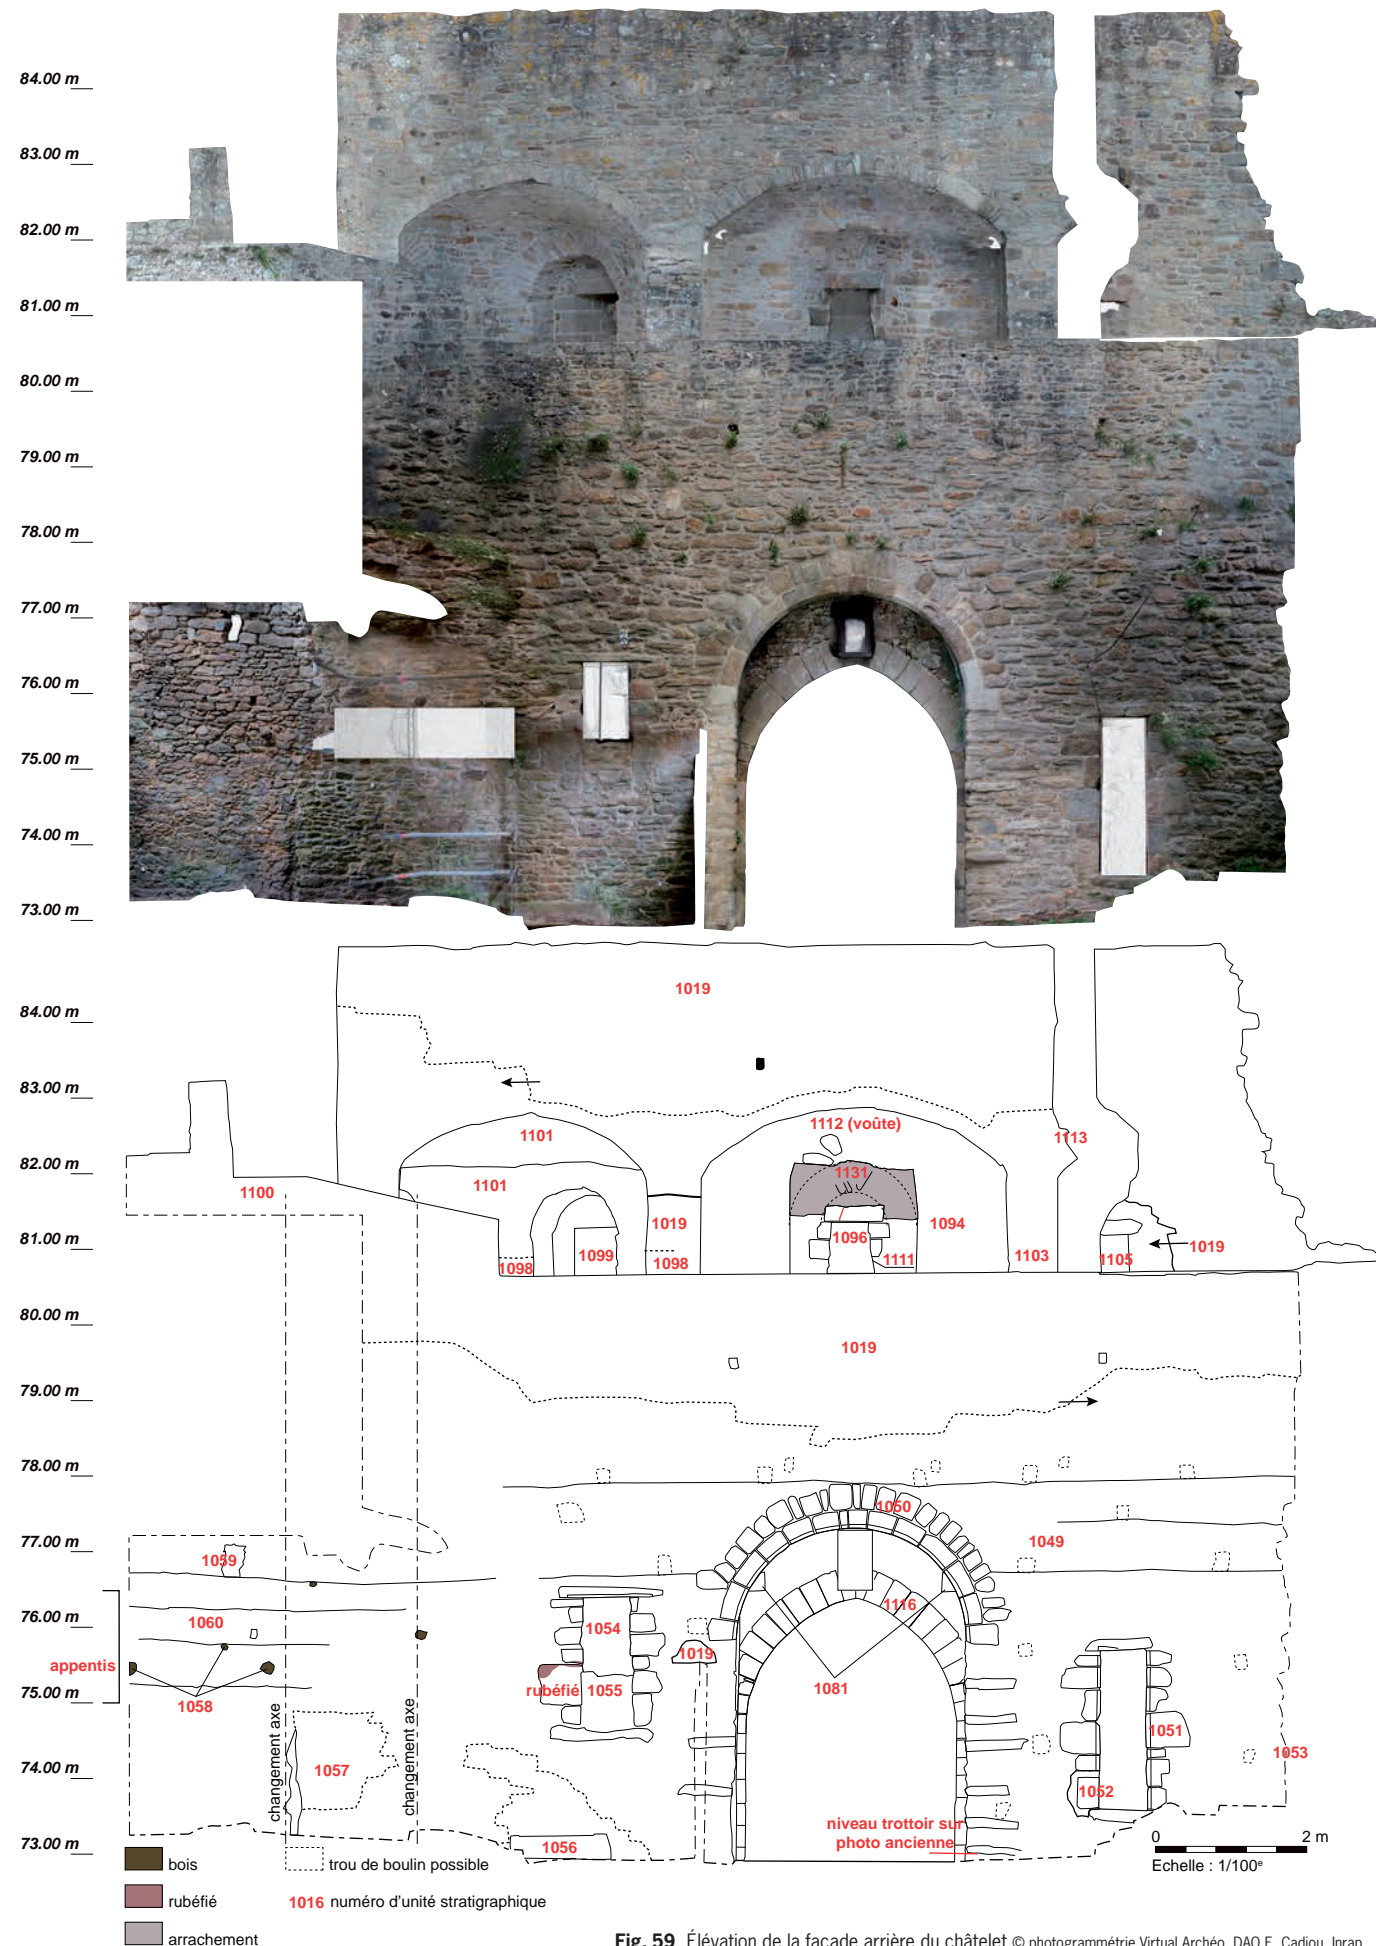 84.00 m
83.00 m
82.00 m
81.00 m
80.00 m
79.00 m
78.00 m
77.00 m
76.00 m
75.00 m
74.00 m
73.00 m
1019
84.00 m
83.00 m
1112 (voûte)
1101
1113
82.00 m
1131
1101
1100
1019
1094
1096
81.00 m
1019
1099
1098
1098
1111
1103
1105
80.00 m
1019
79.00 m
78.00 m
1050
77.00 m
1049
1059
76.00 m
1116
1060
1054
appentis
1019
75.00 m
rubéfié
1055
1081
1058
1051
changement axe
changement axe
1053
74.00 m
1057
1052
niveau trottoir sur
photo ancienne
73.00 m
1056
0 2 m
Echelle : 1/100e
bois
trou de boulin possible
rubéfié
1016 numéro d'unité stratigraphique
arrachement
Fig. 59 Élévation de la façade arrière du châtelet © photogrammétrie Virtual Archéo, DAO F. Cadiou, Inrap